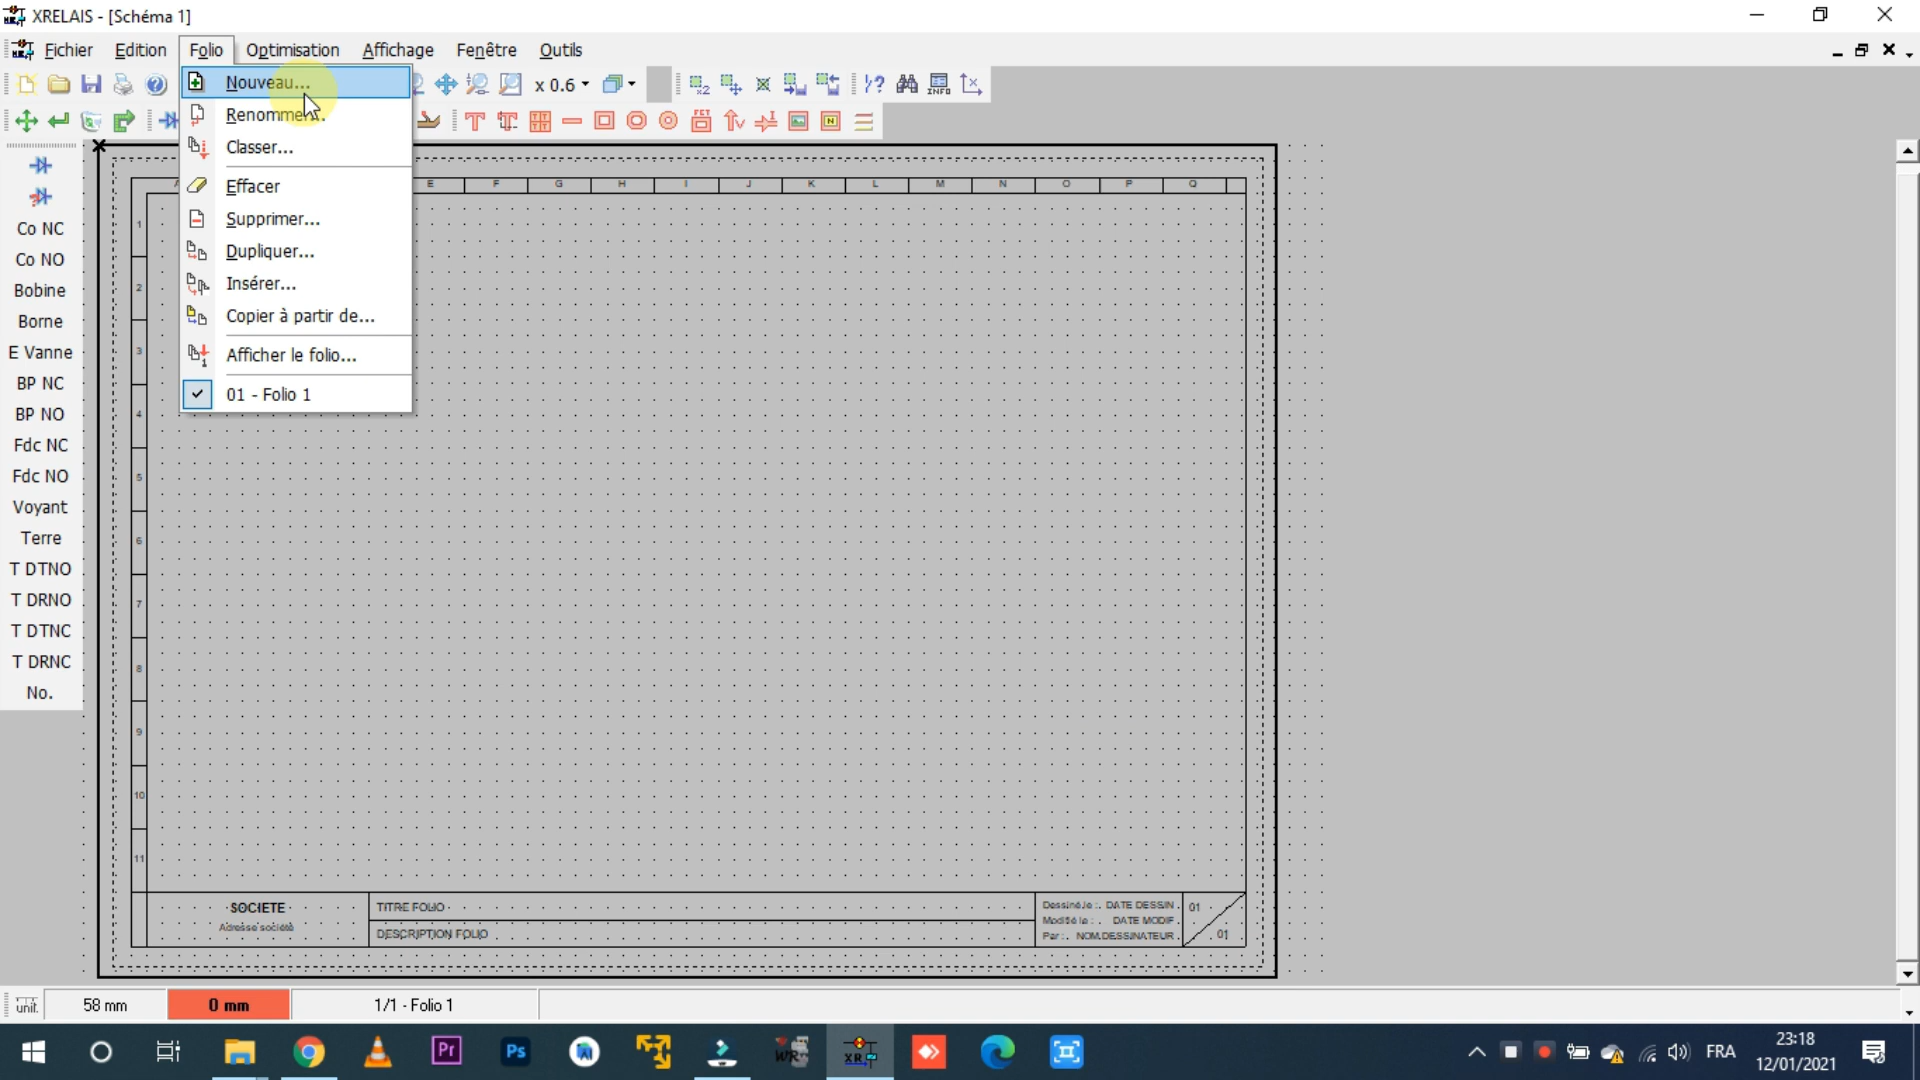 XRELAIS - [Schéma 1]
Fichier Edition Folio Optimisation Affichage Fenêtre Outils
Nouveau...
x 0.6
INFO
Renommer...
Classer...
Effacer
Supprimer...
Dupliquer...
Insérer...
Copier à partir de...
Afficher le folio...
01 - Folio 1
Co NC
Co NO
Bobine
Borne
E Vanne
BP NC
BP NO
Fdc NC
Fdc NO
Voyant
Terre
T DTNO
T DRNO
T DTNC
T DRNC
No.
E F G H I J K L M N O P Q
1
2
3
4
5
6
7
8
9
10
11
SOCIETE
Adresse société
TITRE FOLIO
DESCRIPTION FOLIO
Dessiné le : DATE DESSIN
Modifié le : DATE MODIF
Par : NOM DESSINATEUR
01
01
unit.
58 mm
0 mm
1/1 - Folio 1
Pr
Ps
FRA
23:18
12/01/2021